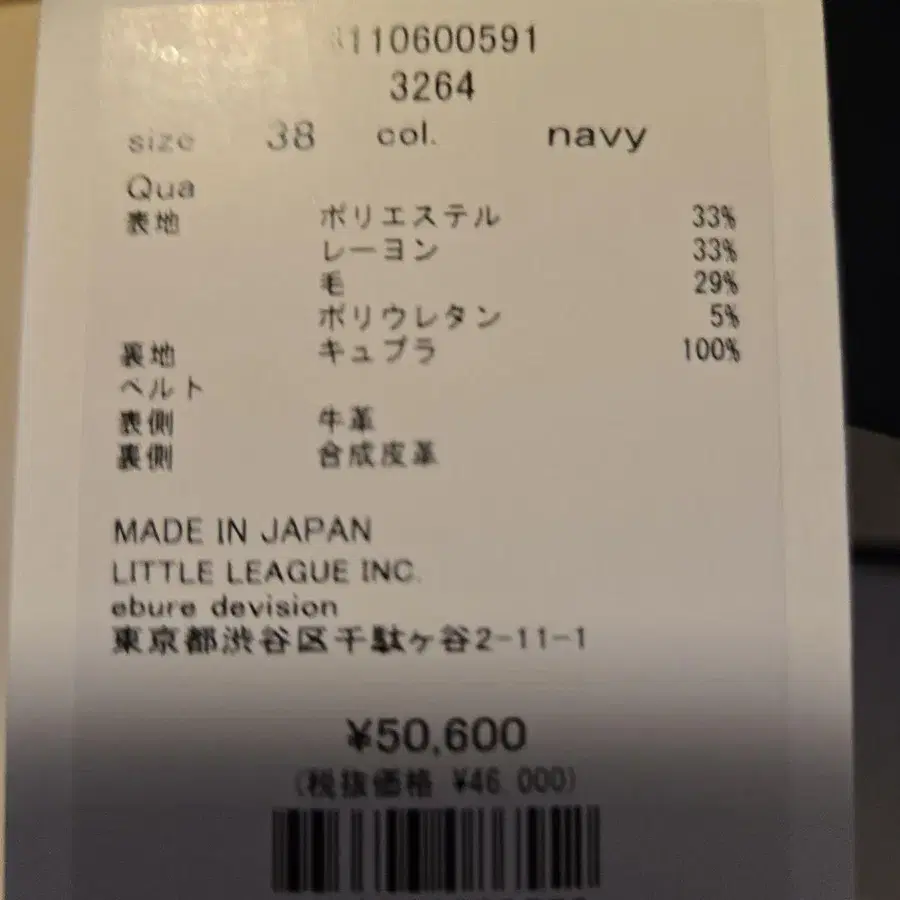 3110600591
3264
size 38 col. navy
Qua
表地 ポリエステル 33%
レーヨン 33%
毛 29%
ポリウレタン 5%
裏地 キュプラ 100%
ベルト
表側 牛革
裏側 合成皮革
MADE IN JAPAN
LITTLE LEAGUE INC.
ebure devision
東京都渋谷区千駄ヶ谷2-11-1
¥50,600
(税抜価格 ¥46 000)